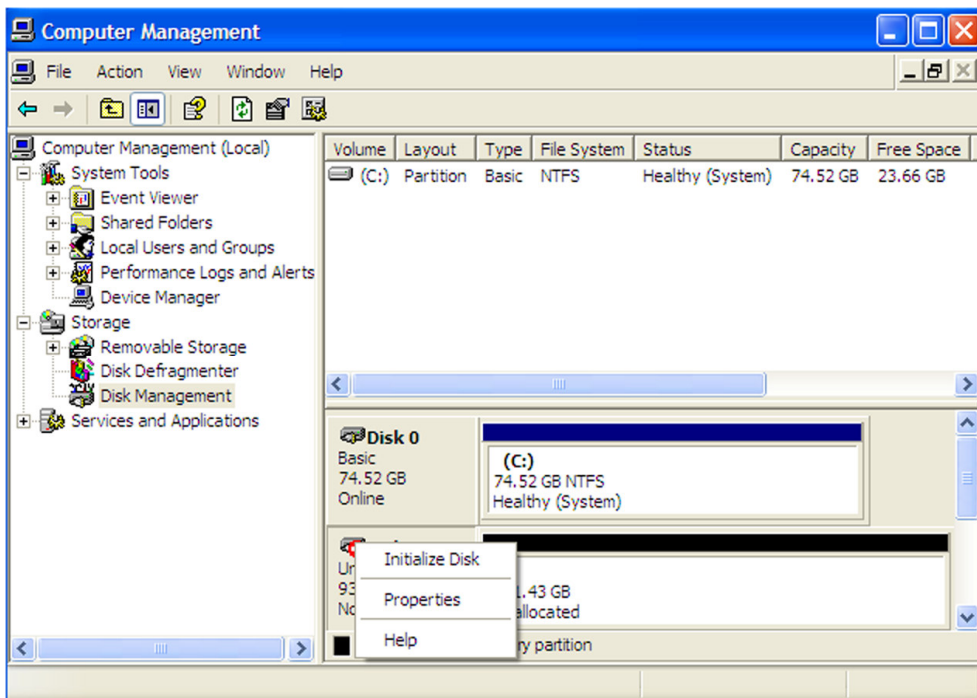 Computer Management
File Action View Window Help
Computer Management (Local)
System Tools
Event Viewer
Shared Folders
Local Users and Groups
Performance Logs and Alerts
Device Manager
Storage
Removable Storage
Disk Defragmenter
Disk Management
Services and Applications
Volume Layout Type File System Status Capacity Free Space
(C:) Partition Basic NTFS Healthy (System) 74.52 GB 23.66 GB
Disk 0
Basic
74.52 GB
Online
(C:)
74.52 GB NTFS
Healthy (System)
Initialize Disk
Properties
Help
.43 GB
allocated
partition